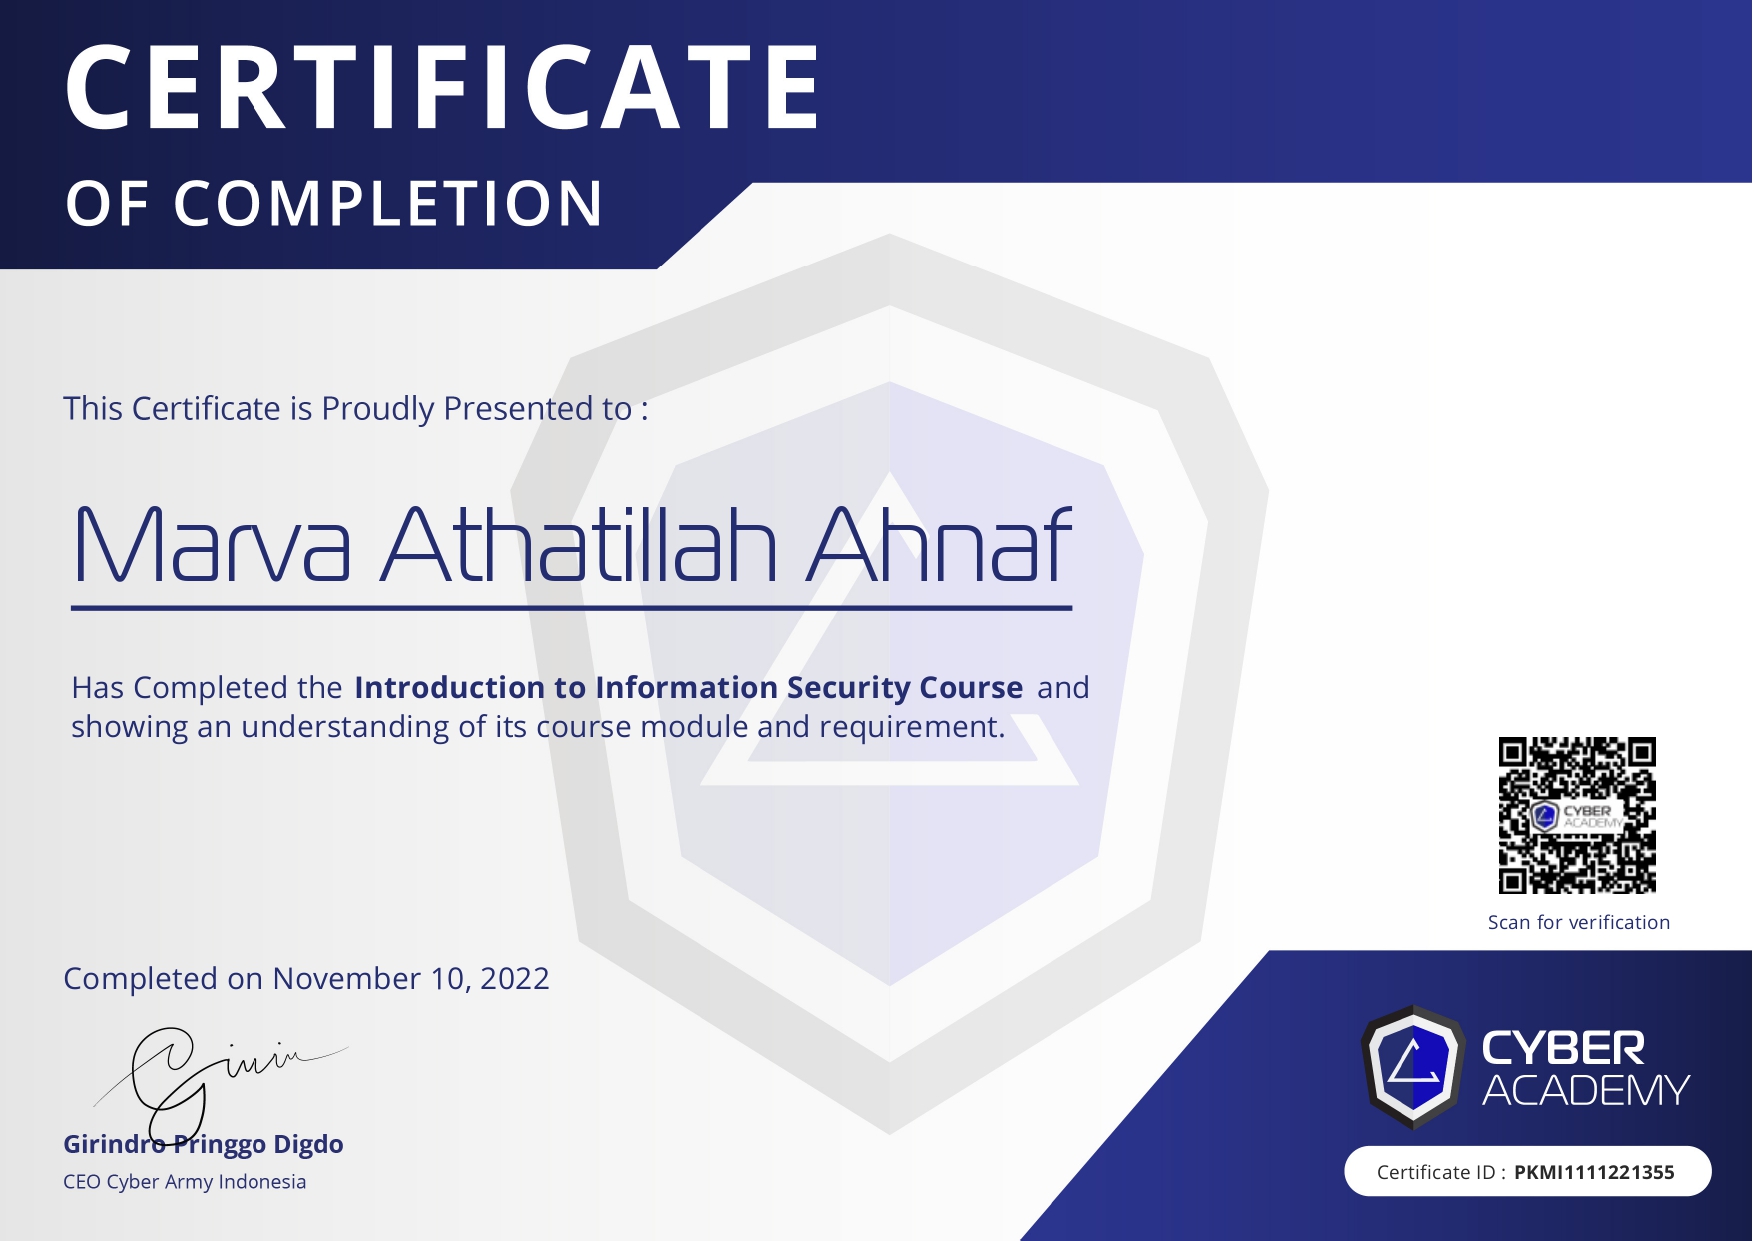 CERTIFICATE
OF COMPLETION
This Certificate is Proudly Presented to :
Marva Athatillah Ahnaf
Has Completed the Introduction to Information Security Course and
showing an understanding of its course module and requirement.
CYBER
ACADEMY
Scan for verification
Completed on November 10, 2022
Girindro Pringgo Digdo
CEO Cyber Army Indonesia
CYBER
ACADEMY
Certificate ID : PKMI1111221355